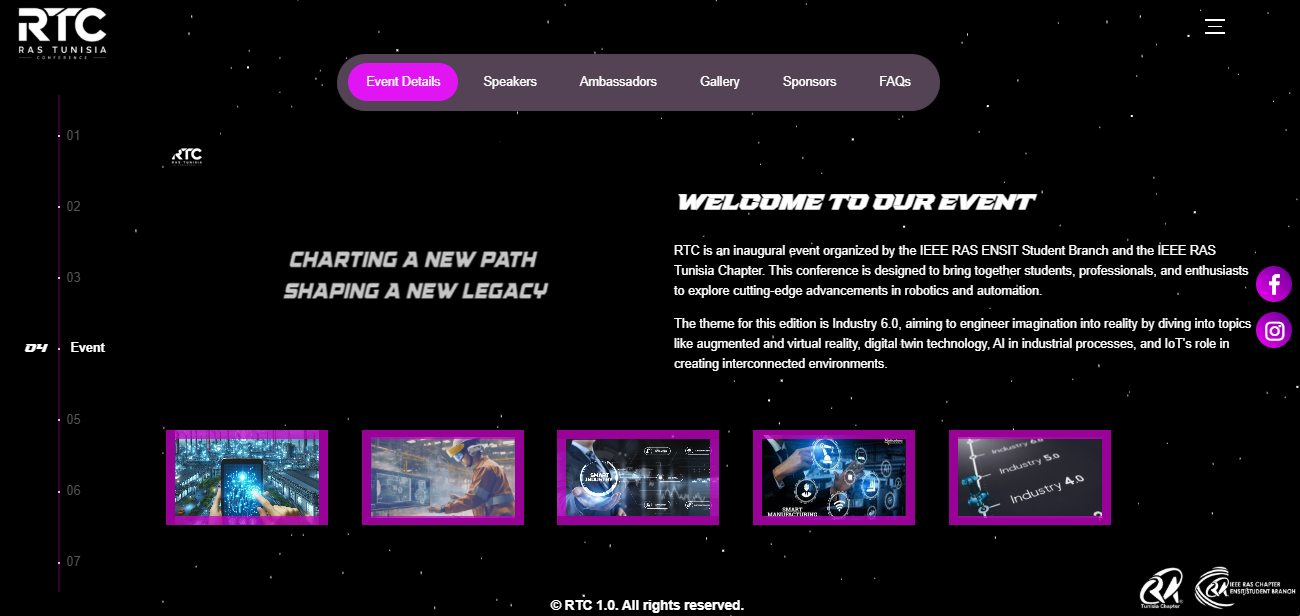 RTC
RAS TUNISIA
CONFERENCE
Event Details
Speakers
Ambassadors
Gallery
Sponsors
FAQs
01
02
03
04 Event
05
06
07
RTC
RAS TUNISIA
CHARTING A NEW PATH
SHAPING A NEW LEGACY
WELCOME TO OUR EVENT
RTC is an inaugural event organized by the IEEE RAS ENSIT Student Branch and the IEEE RAS
Tunisia Chapter. This conference is designed to bring together students, professionals, and enthusiasts
to explore cutting-edge advancements in robotics and automation.
The theme for this edition is Industry 6.0, aiming to engineer imagination into reality by diving into topics
like augmented and virtual reality, digital twin technology, AI in industrial processes, and IoT's role in
creating interconnected environments.
SMART
INDUSTRY
SMART
MANUFACTURING
Industry 6.0
Industry 5.0
Industry 4.0
RA
Tunisia Chapter
IEEE RAS CHAPTER
ENSIT STUDENT BRANCH
© RTC 1.0. All rights reserved.